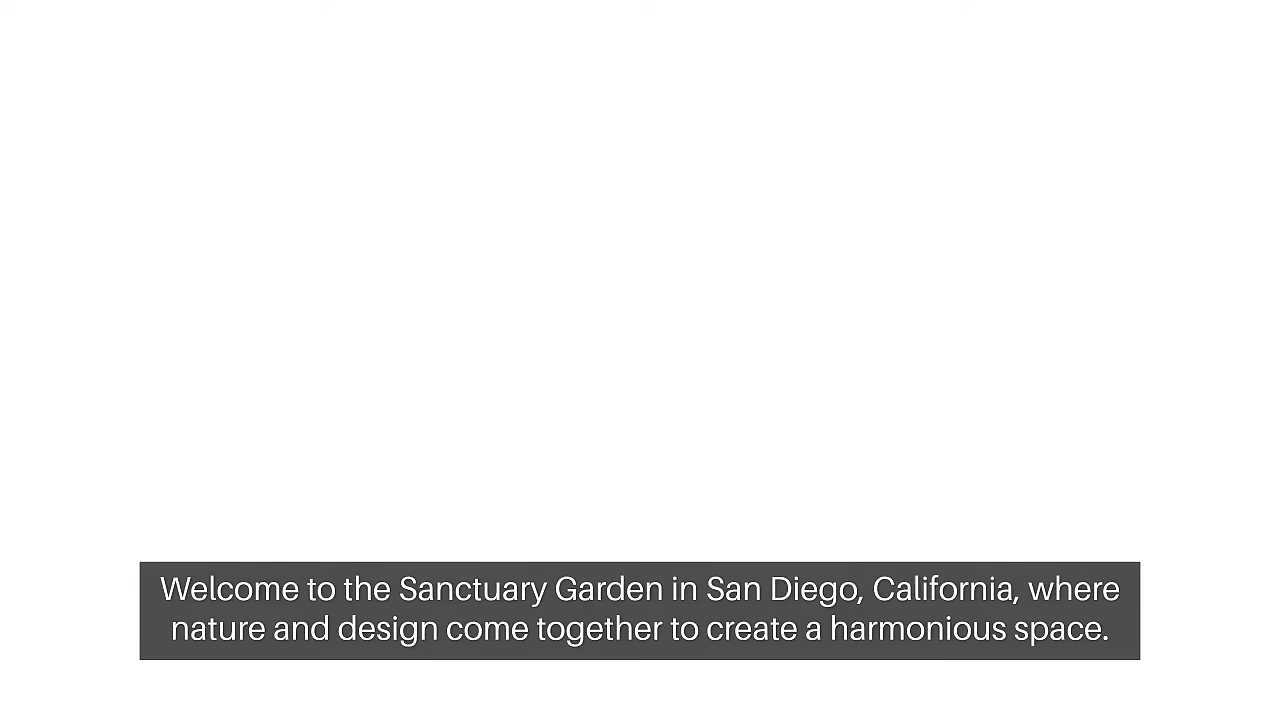 Welcome to the Sanctuary Garden in San Diego, California, where
nature and design come together to create a harmonious space.